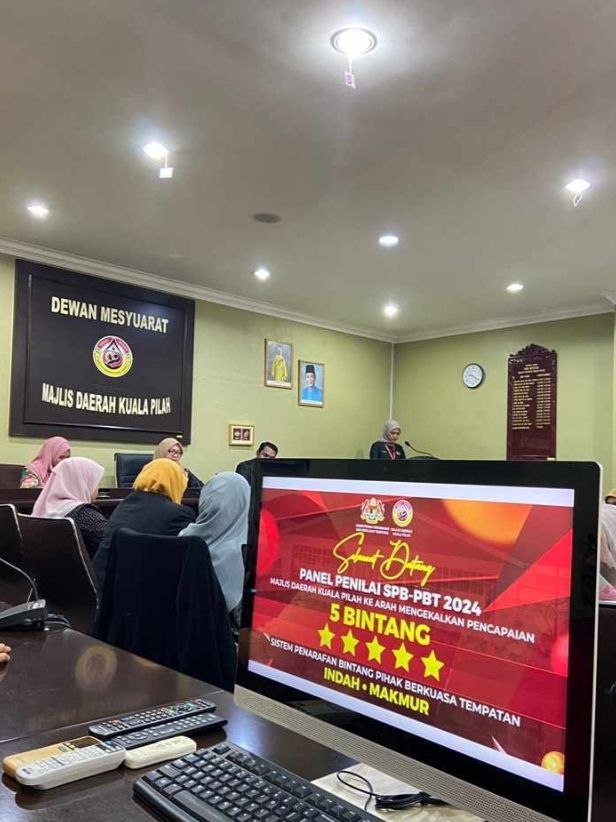 DEWAN MESYUARAT
MAJLIS DAERAH KUALA PILAH
Selamat Datang
PANEL PENILAI SPB-PBT 2024
MAJLIS DAERAH KUALA PILAH KE ARAH MENGEKALKAN PENCAPAIAN
5 BINTANG
SISTEM PENARAFAN BINTANG PIHAK BERKUASA TEMPATAN
INDAH • MAKMUR